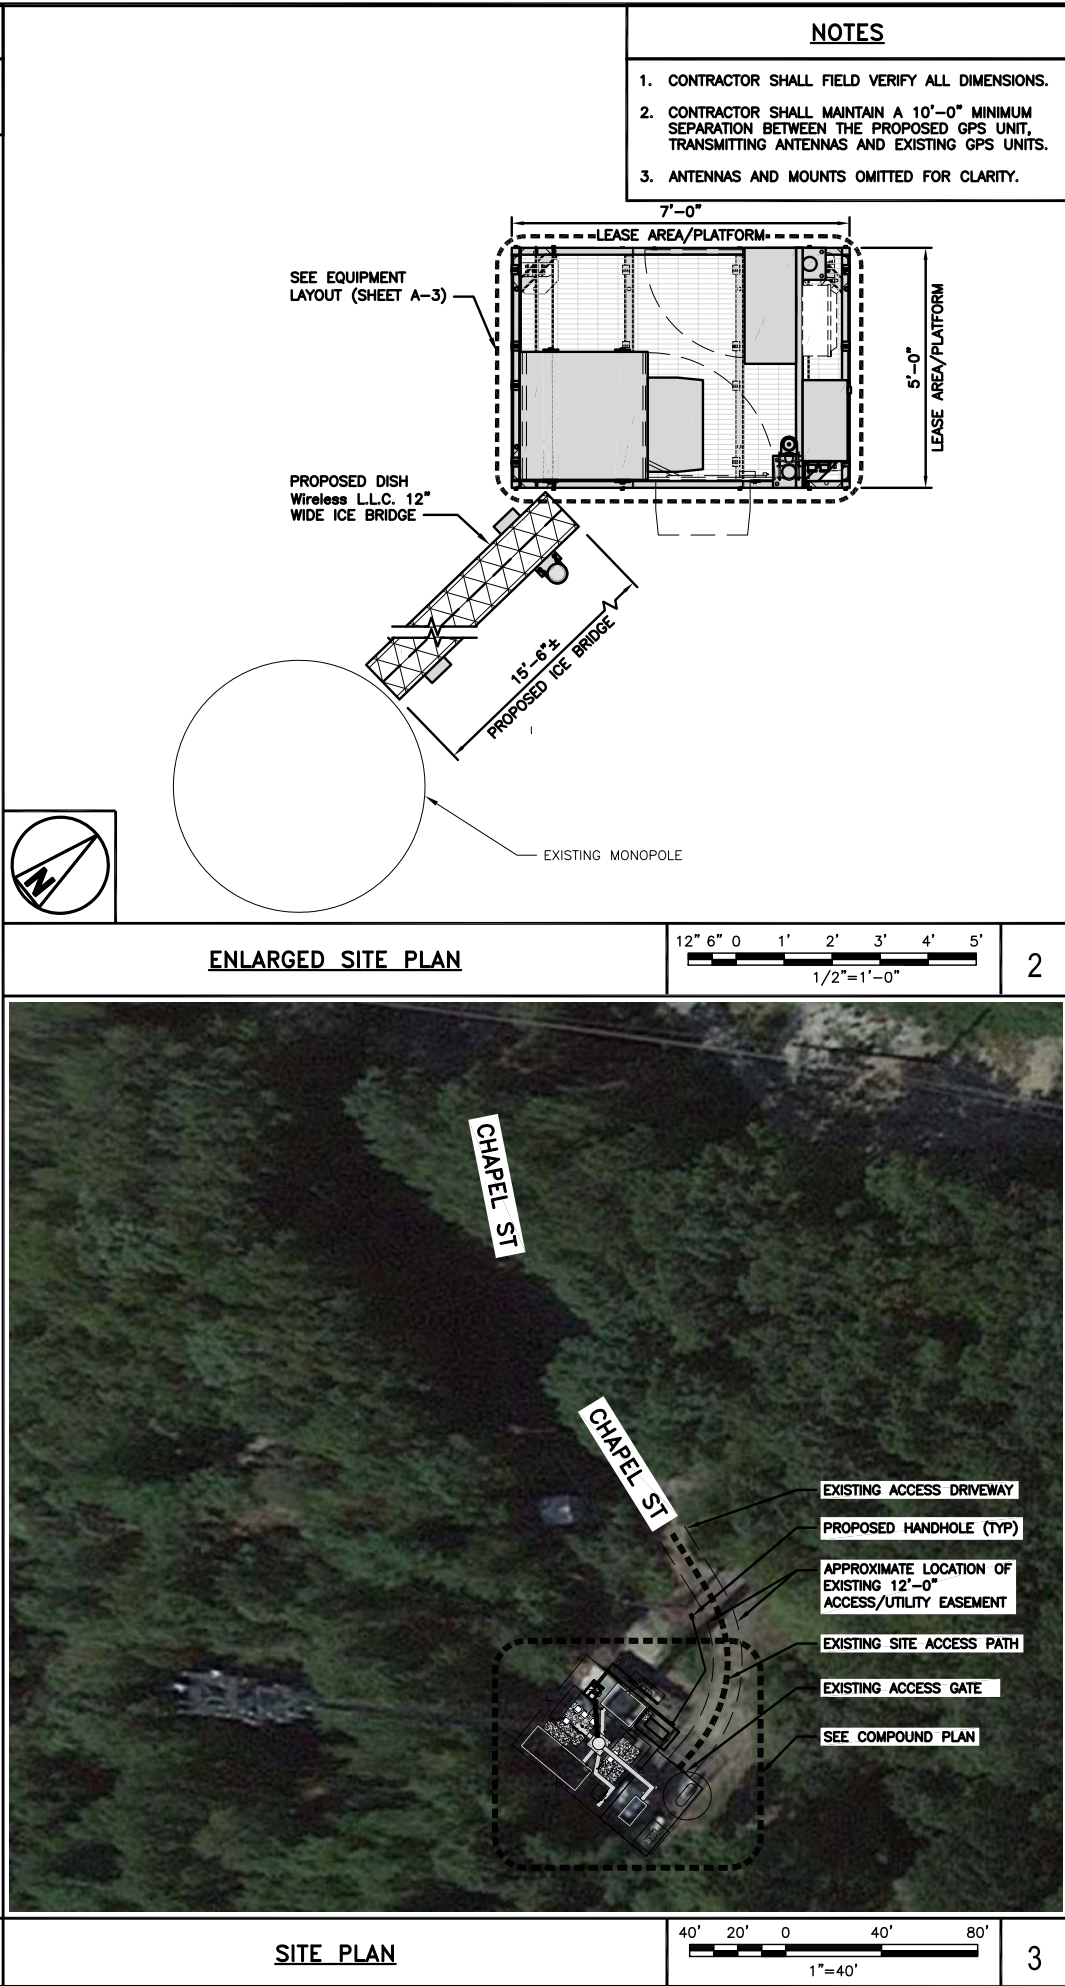 NOTES
1. CONTRACTOR SHALL FIELD VERIFY ALL DIMENSIONS.
2. CONTRACTOR SHALL MAINTAIN A 10'-0" MINIMUM
SEPARATION BETWEEN THE PROPOSED GPS UNIT,
TRANSMITTING ANTENNAS AND EXISTING GPS UNITS.
3. ANTENNAS AND MOUNTS OMITTED FOR CLARITY.
7'-0"
LEASE AREA/PLATFORM
SEE EQUIPMENT
LAYOUT (SHEET A-3)
5'-0"
LEASE AREA/PLATFORM
PROPOSED DISH
Wireless L.L.C. 12"
WIDE ICE BRIDGE
15'-6"±
PROPOSED ICE BRIDGE
EXISTING MONOPOLE
N
ENLARGED SITE PLAN
12" 6" 0 1' 2' 3' 4' 5'
1/2"=1'-0"
2
CHAPEL ST
CHAPEL ST
EXISTING ACCESS DRIVEWAY
PROPOSED HANDHOLE (TYP)
APPROXIMATE LOCATION OF
EXISTING 12'-0"
ACCESS/UTILITY EASEMENT
EXISTING SITE ACCESS PATH
EXISTING ACCESS GATE
SEE COMPOUND PLAN
SITE PLAN
40' 20' 0 40' 80'
1"=40'
3